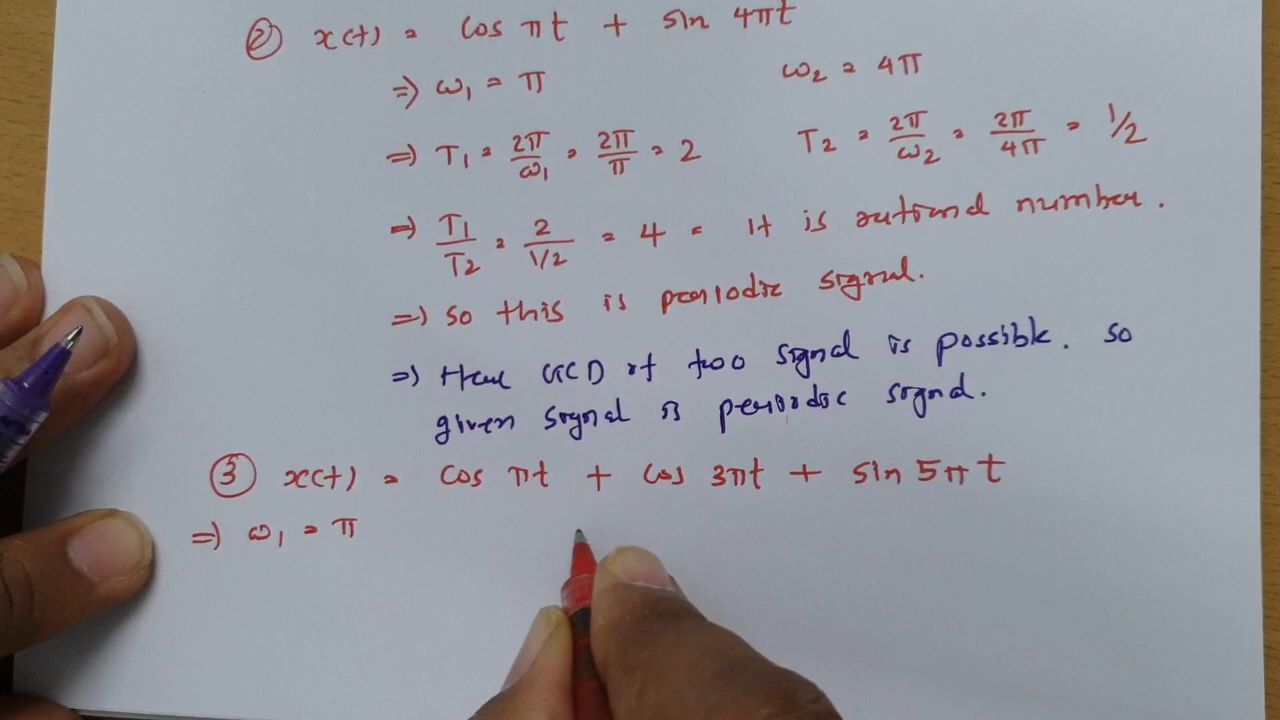 ② x(t) = cos πt + sin 4πt
⇒ ω₁ = π ω₂ = 4π
⇒ T₁ = 2π/ω₁ = 2π/π = 2 T₂ = 2π/ω₂ = 2π/4π = 1/2
⇒ T₁/T₂ = 2/1/2 = 4 = It is rational number.
⇒ so this is periodic signal.
⇒ Here GCD of two signal is possible. so
given signal is periodic signal.
③ x(t) = cos πt + cos 3πt + sin 5πt
⇒ ω₁ = π